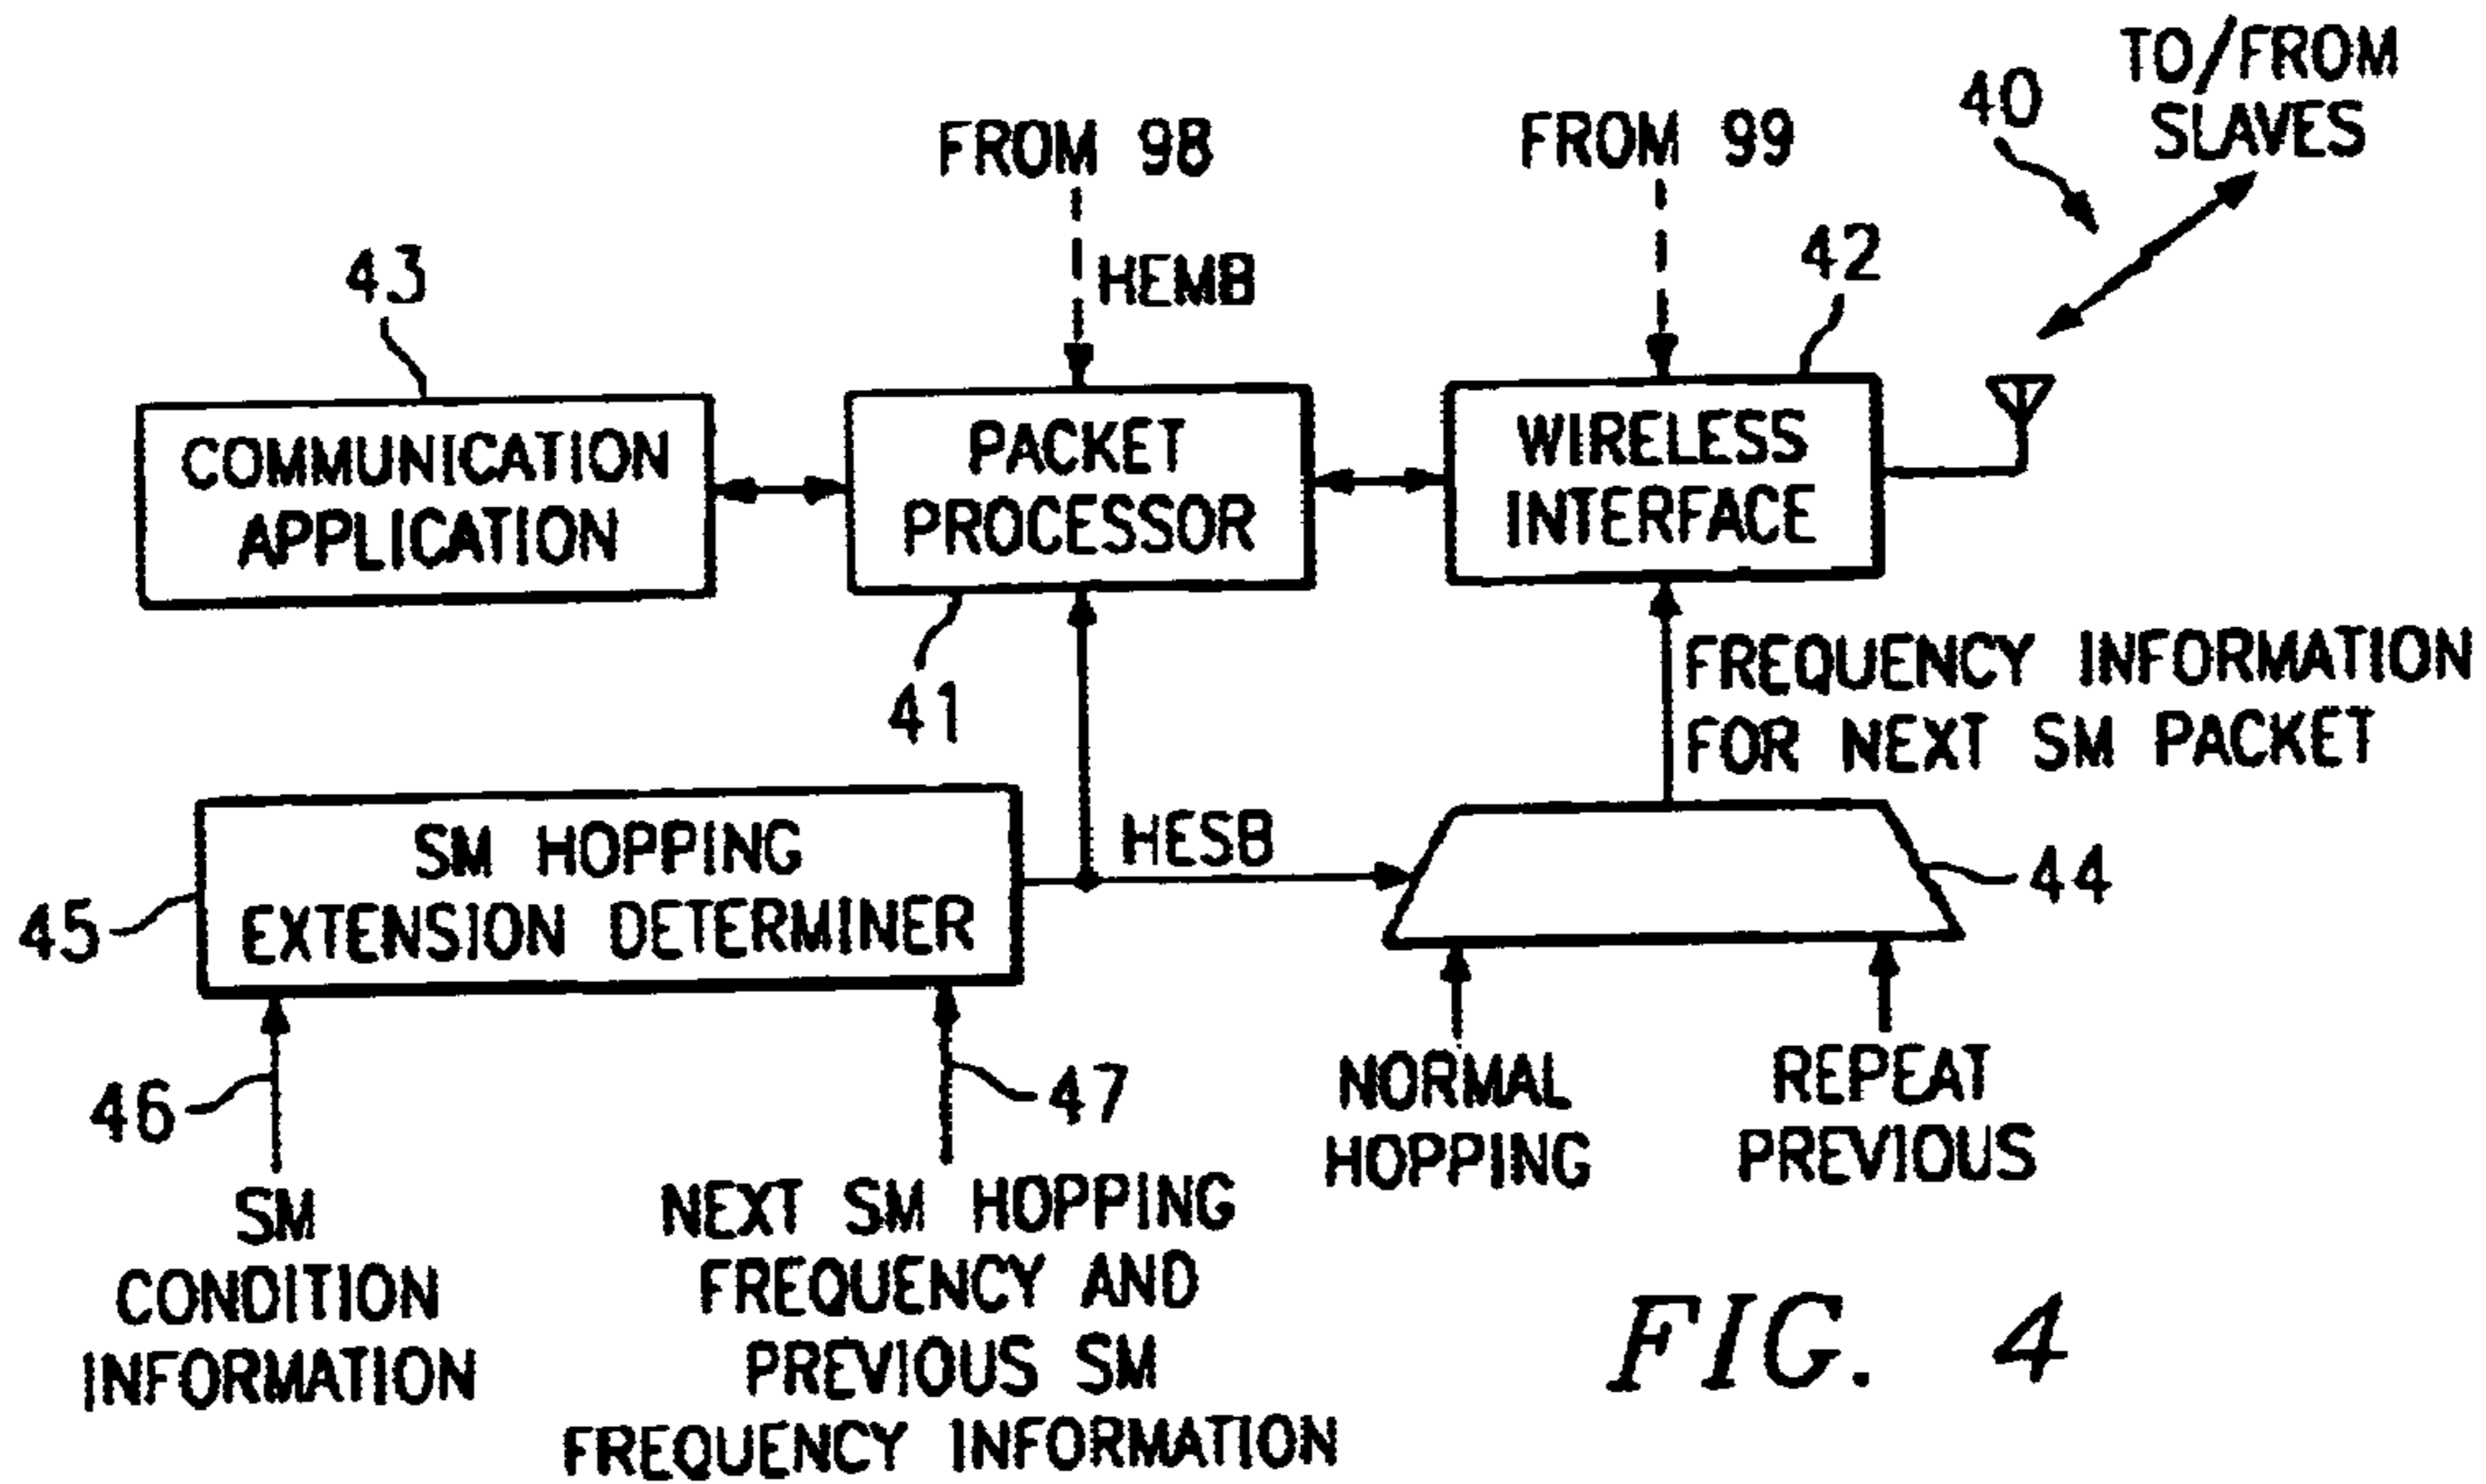 TO/FROM
SLAVES
40
FROM 98
FROM 99
43
HEMB
42
COMMUNICATION
APPLICATION
PACKET
PROCESSOR
WIRELESS
INTERFACE
41
FREQUENCY INFORMATION
FOR NEXT SM PACKET
SM HOPPING
EXTENSION DETERMINER
HESB
44
45
46
47
NORMAL
HOPPING
REPEAT
PREVIOUS
SM
CONDITION
INFORMATION
NEXT SM HOPPING
FREQUENCY AND
PREVIOUS SM
FREQUENCY INFORMATION
FIG. 4